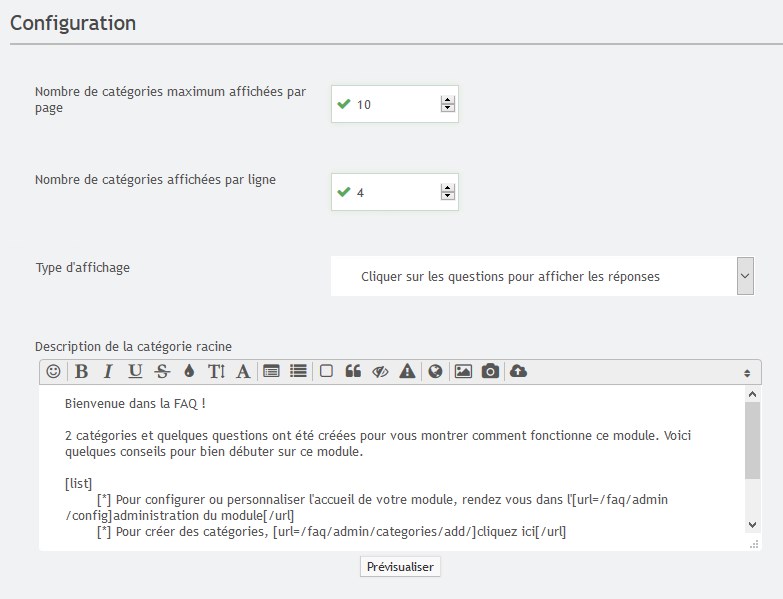 Configuration
Nombre de catégories maximum affichées par
page
10
Nombre de catégories affichées par ligne
4
Type d'affichage
Cliquer sur les questions pour afficher les réponses
Description de la catégorie racine
B I U S T A
Bienvenue dans la FAQ !
2 catégories et quelques questions ont été créées pour vous montrer comment fonctionne ce module. Voici
quelques conseils pour bien débuter sur ce module.
[list]
[*] Pour configurer ou personnaliser l'accueil de votre module, rendez vous dans l'[url=/faq/admin
/config]administration du module[/url]
[*] Pour créer des catégories, [url=/faq/admin/categories/add/]cliquez ici[/url]
Prévisualiser